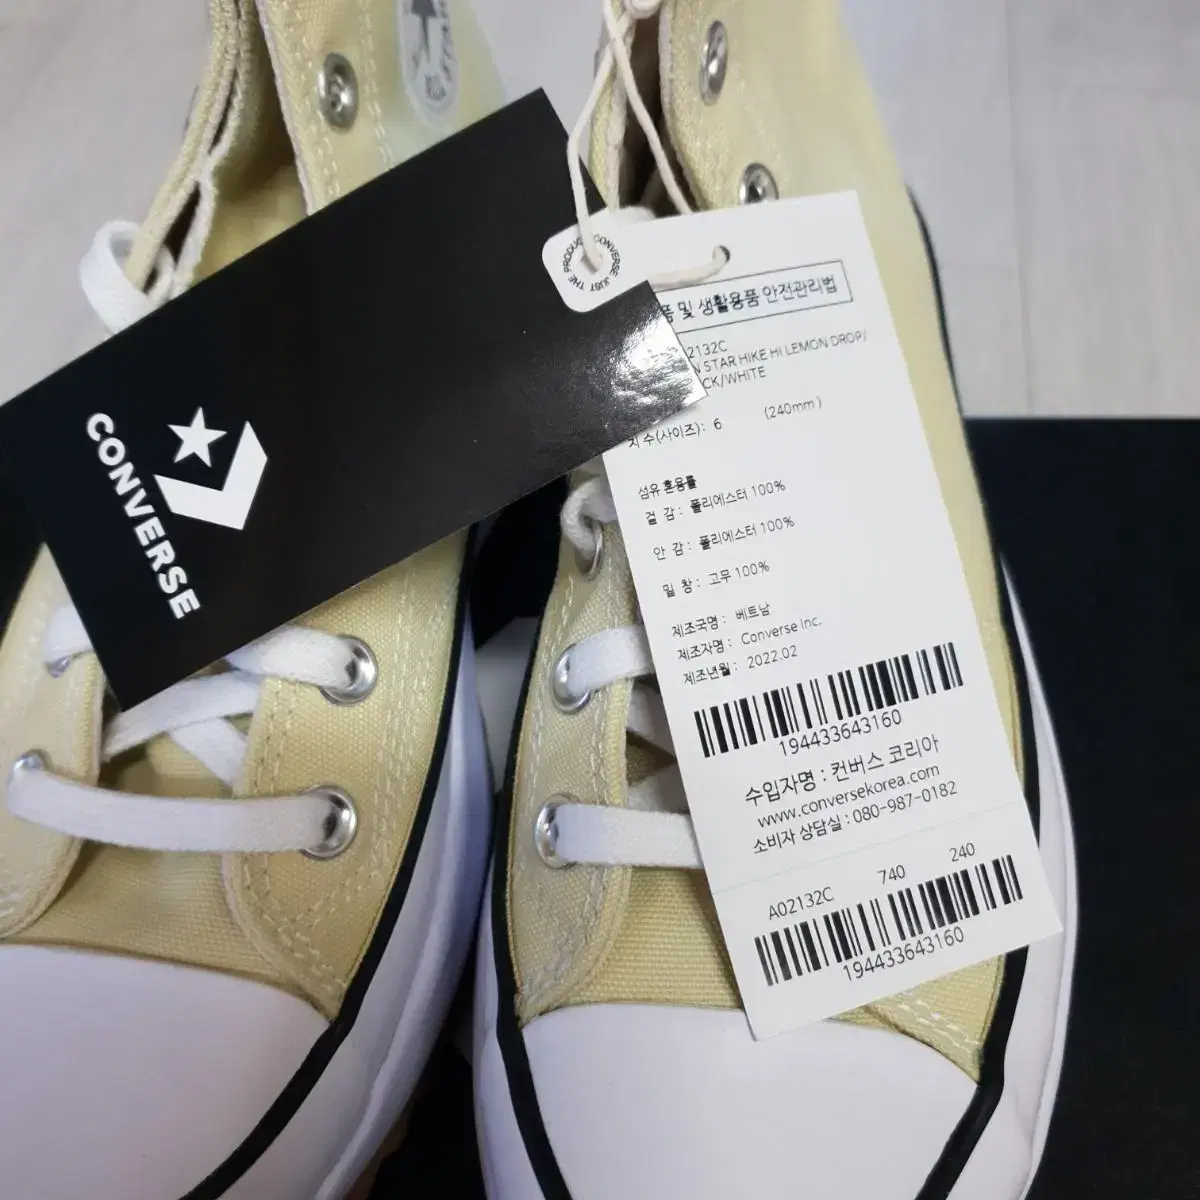 CONVERSE
THE PRODUCT CONVERSE JUST
품 및 생활용품 안전관리법
2132C
N STAR HIKE HI LEMON DROP/
CK/WHITE
치 수(사이즈): 6 (240mm)
섬유 혼용률
겉 감 : 폴리에스터 100%
안 감 : 폴리에스터 100%
밑 창 : 고무 100%
제조국명 : 베트남
제조자명 : Converse Inc.
제조년월 : 2022.02
194433643160
수입자명 : 컨버스 코리아
www.conversekorea.com
소비자 상담실 : 080-987-0182
A02132C 740 240
194433643160